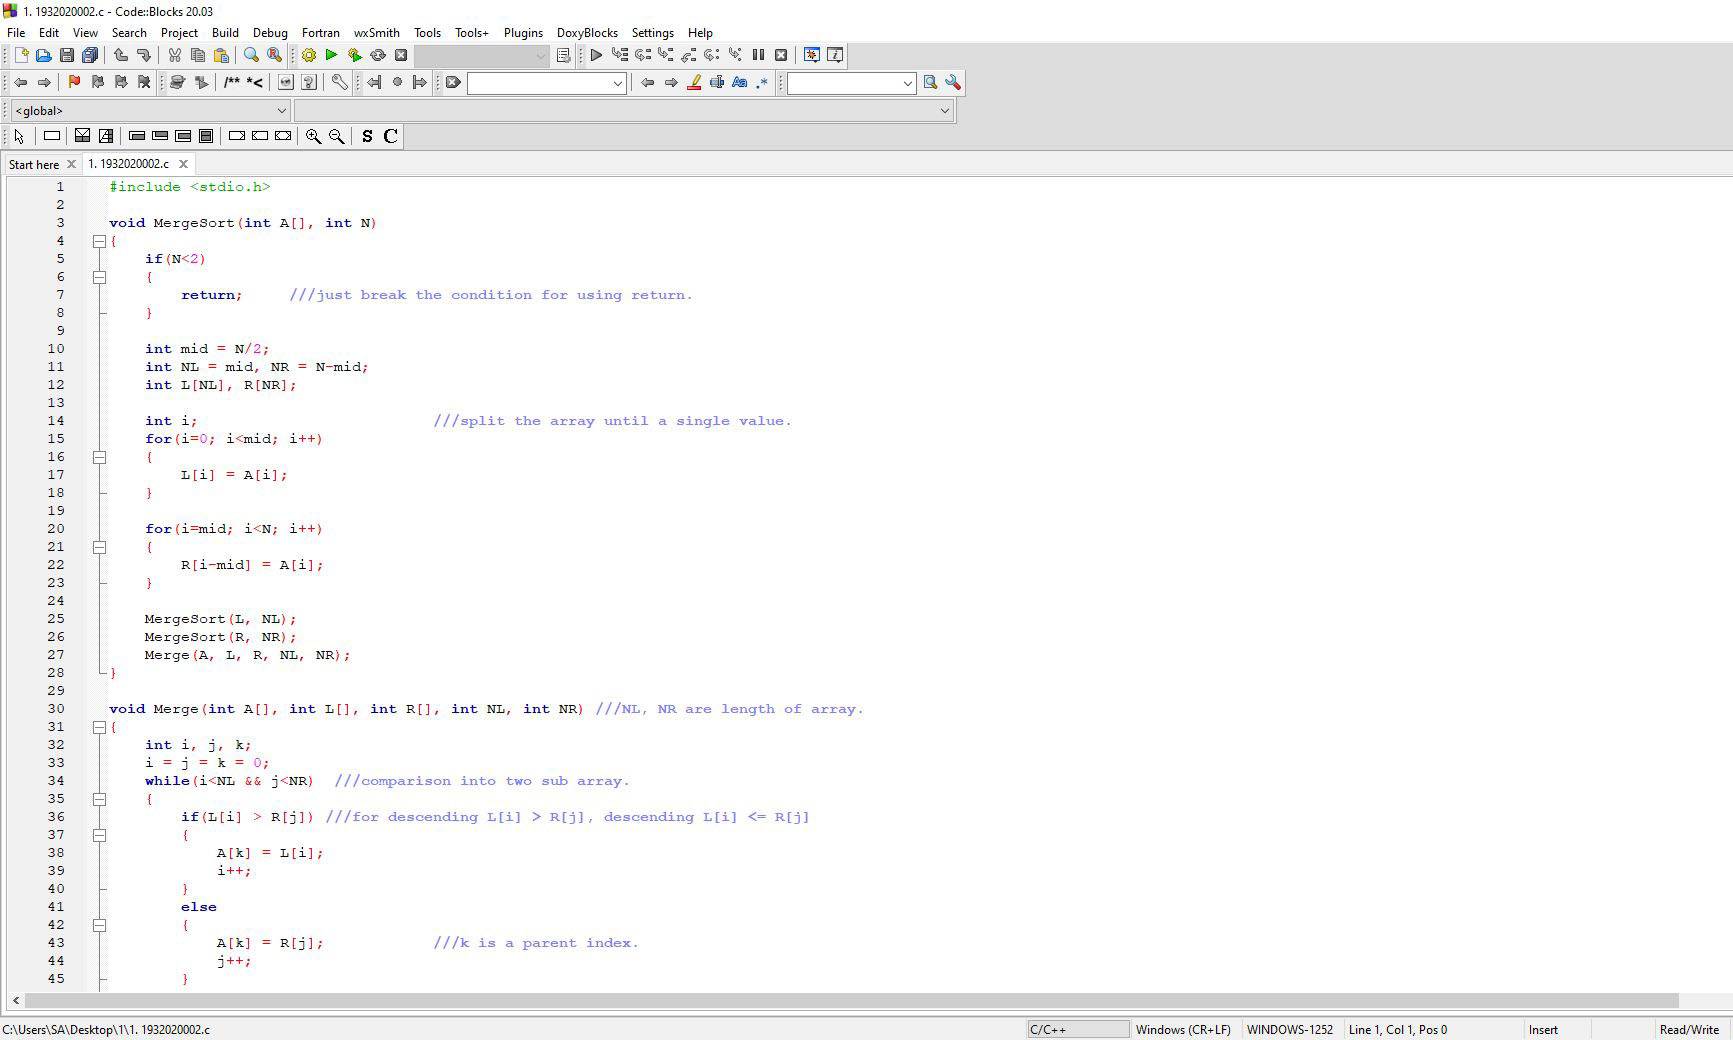 1. 1932020002.c - Code::Blocks 20.03
File Edit View Search Project Build Debug Fortran wxSmith Tools Tools+ Plugins DoxyBlocks Settings Help
/** *<
Aa .*
<global>
S C
Start here 1. 1932020002.c
1 #include <stdio.h>
2
3 void MergeSort(int A[], int N)
4 {
5 if(N<2)
6 {
7 return; ///just break the condition for using return.
8 }
9
10 int mid = N/2;
11 int NL = mid, NR = N-mid;
12 int L[NL], R[NR];
13
14 int i; ///split the array until a single value.
15 for(i=0; i<mid; i++)
16 {
17 L[i] = A[i];
18 }
19
20 for(i=mid; i<N; i++)
21 {
22 R[i-mid] = A[i];
23 }
24
25 MergeSort(L, NL);
26 MergeSort(R, NR);
27 Merge(A, L, R, NL, NR);
28 }
29
30 void Merge(int A[], int L[], int R[], int NL, int NR) ///NL, NR are length of array.
31 {
32 int i, j, k;
33 i = j = k = 0;
34 while(i<NL && j<NR) ///comparison into two sub array.
35 {
36 if(L[i] > R[j]) ///for descending L[i] > R[j], descending L[i] <= R[j]
37 {
38 A[k] = L[i];
39 i++;
40 }
41 else
42 {
43 A[k] = R[j]; ///k is a parent index.
44 j++;
45 }
C:\Users\SA\Desktop\1\1. 1932020002.c C/C++ Windows (CR+LF) WINDOWS-1252 Line 1, Col 1, Pos 0 Insert Read/Write